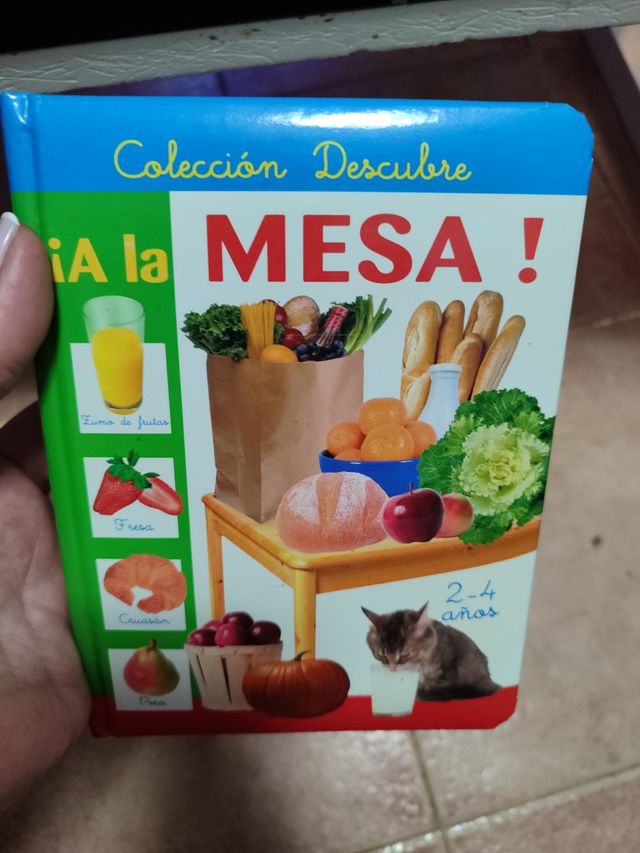 Colección Descubre
¡A la MESA !
Zumo de frutas
Fresa
Cruasán
Pera
2-4
años